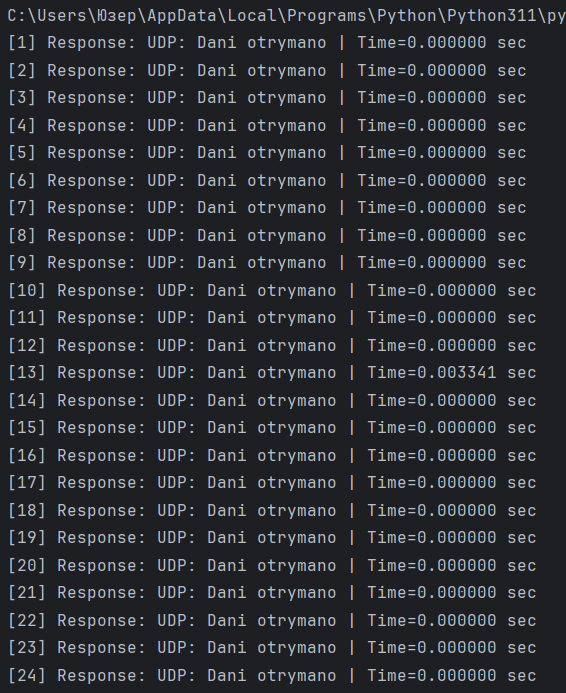 C:\Users\Юзер\AppData\Local\Programs\Python\Python311\py
[1] Response: UDP: Dani otrymano | Time=0.000000 sec
[2] Response: UDP: Dani otrymano | Time=0.000000 sec
[3] Response: UDP: Dani otrymano | Time=0.000000 sec
[4] Response: UDP: Dani otrymano | Time=0.000000 sec
[5] Response: UDP: Dani otrymano | Time=0.000000 sec
[6] Response: UDP: Dani otrymano | Time=0.000000 sec
[7] Response: UDP: Dani otrymano | Time=0.000000 sec
[8] Response: UDP: Dani otrymano | Time=0.000000 sec
[9] Response: UDP: Dani otrymano | Time=0.000000 sec
[10] Response: UDP: Dani otrymano | Time=0.000000 sec
[11] Response: UDP: Dani otrymano | Time=0.000000 sec
[12] Response: UDP: Dani otrymano | Time=0.000000 sec
[13] Response: UDP: Dani otrymano | Time=0.003341 sec
[14] Response: UDP: Dani otrymano | Time=0.000000 sec
[15] Response: UDP: Dani otrymano | Time=0.000000 sec
[16] Response: UDP: Dani otrymano | Time=0.000000 sec
[17] Response: UDP: Dani otrymano | Time=0.000000 sec
[18] Response: UDP: Dani otrymano | Time=0.000000 sec
[19] Response: UDP: Dani otrymano | Time=0.000000 sec
[20] Response: UDP: Dani otrymano | Time=0.000000 sec
[21] Response: UDP: Dani otrymano | Time=0.000000 sec
[22] Response: UDP: Dani otrymano | Time=0.000000 sec
[23] Response: UDP: Dani otrymano | Time=0.000000 sec
[24] Response: UDP: Dani otrymano | Time=0.000000 sec